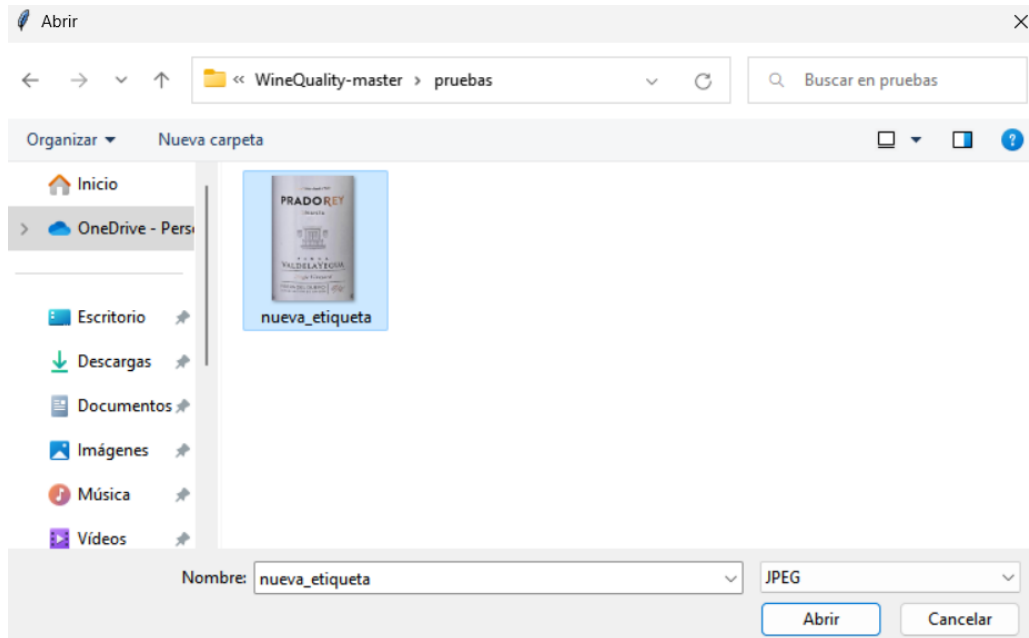 Abrir
« WineQuality-master › pruebas
Buscar en pruebas
Organizar
Nueva carpeta
Inicio
OneDrive - Pers
Escritorio
Descargas
Documentos
Imágenes
Música
Vídeos
PRADOREY
VALDELAYEGUA
nueva_etiqueta
Nombre: nueva_etiqueta
JPEG
Abrir
Cancelar